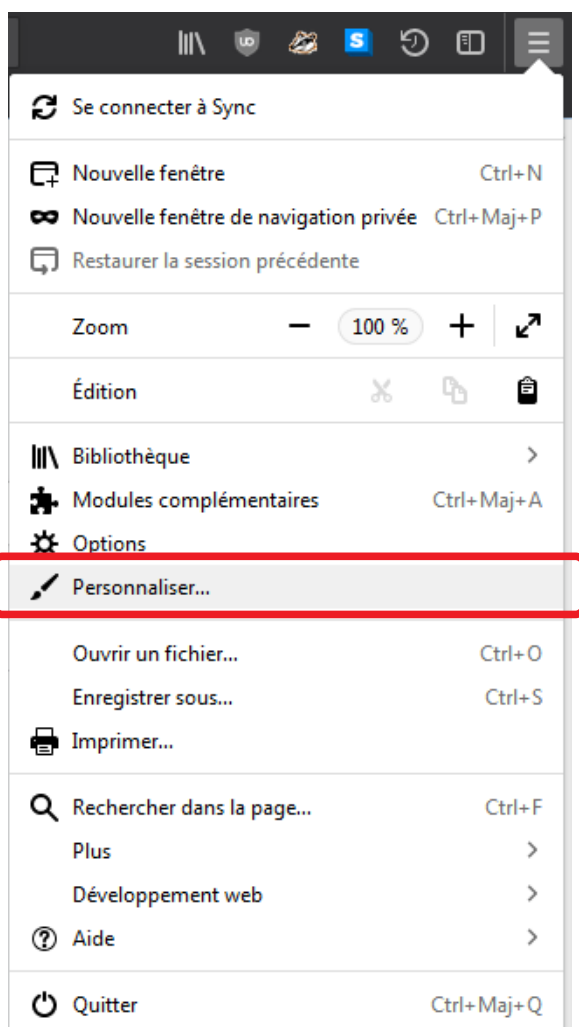 UD
S
Se connecter à Sync
Nouvelle fenêtre Ctrl+N
Nouvelle fenêtre de navigation privée Ctrl+Maj+P
Restaurer la session précédente
Zoom − 100 % +
Édition
Bibliothèque >
Modules complémentaires Ctrl+Maj+A
Options
Personnaliser...
Ouvrir un fichier... Ctrl+O
Enregistrer sous... Ctrl+S
Imprimer...
Rechercher dans la page... Ctrl+F
Plus >
Développement web >
? Aide >
Quitter Ctrl+Maj+Q